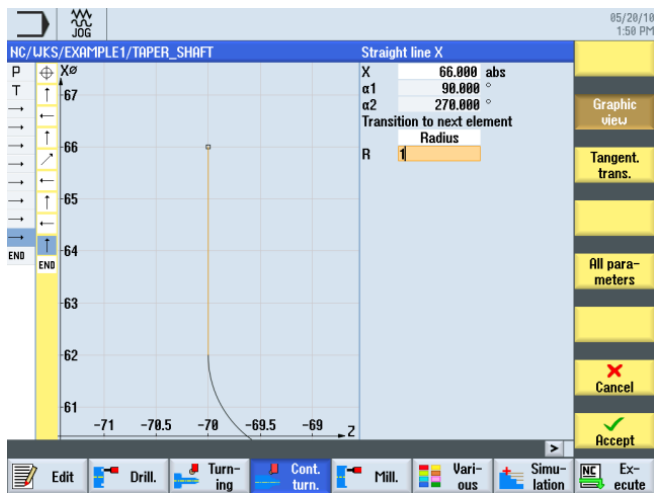 JOG
05/20/10
1:50 PM
NC/WKS/EXAMPLE1/TAPER_SHAFT
Straight line X
P
T
END
END
XØ
67
66
65
64
63
62
61
-71 -70.5 -70 -69.5 -69 Z
X 66.000 abs
α1 90.000 °
α2 270.000 °
Transition to next element
Radius
R 1
Graphic
view
Tangent.
trans.
All para-
meters
Cancel
Accept
>
Edit
Drill.
Turn-
ing
Cont.
turn.
Mill.
Vari-
ous
Simu-
lation
NC
Ex-
ecute